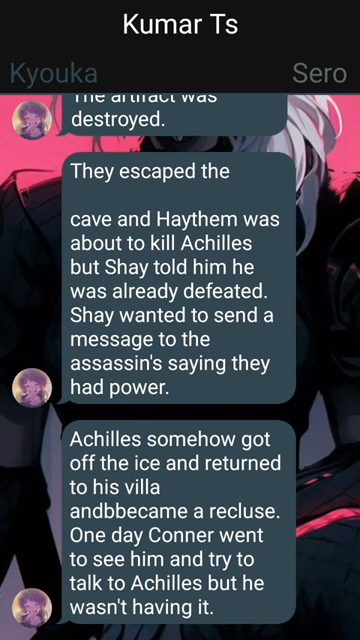 Kumar Ts
Kyouka
Sero
The artifact was
destroyed.
They escaped the
cave and Haythem was
about to kill Achilles
but Shay told him he
was already defeated.
Shay wanted to send a
message to the
assassin's saying they
had power.
Achilles somehow got
off the ice and returned
to his villa
andbbecame a recluse.
One day Conner went
to see him and try to
talk to Achilles but he
wasn't having it.